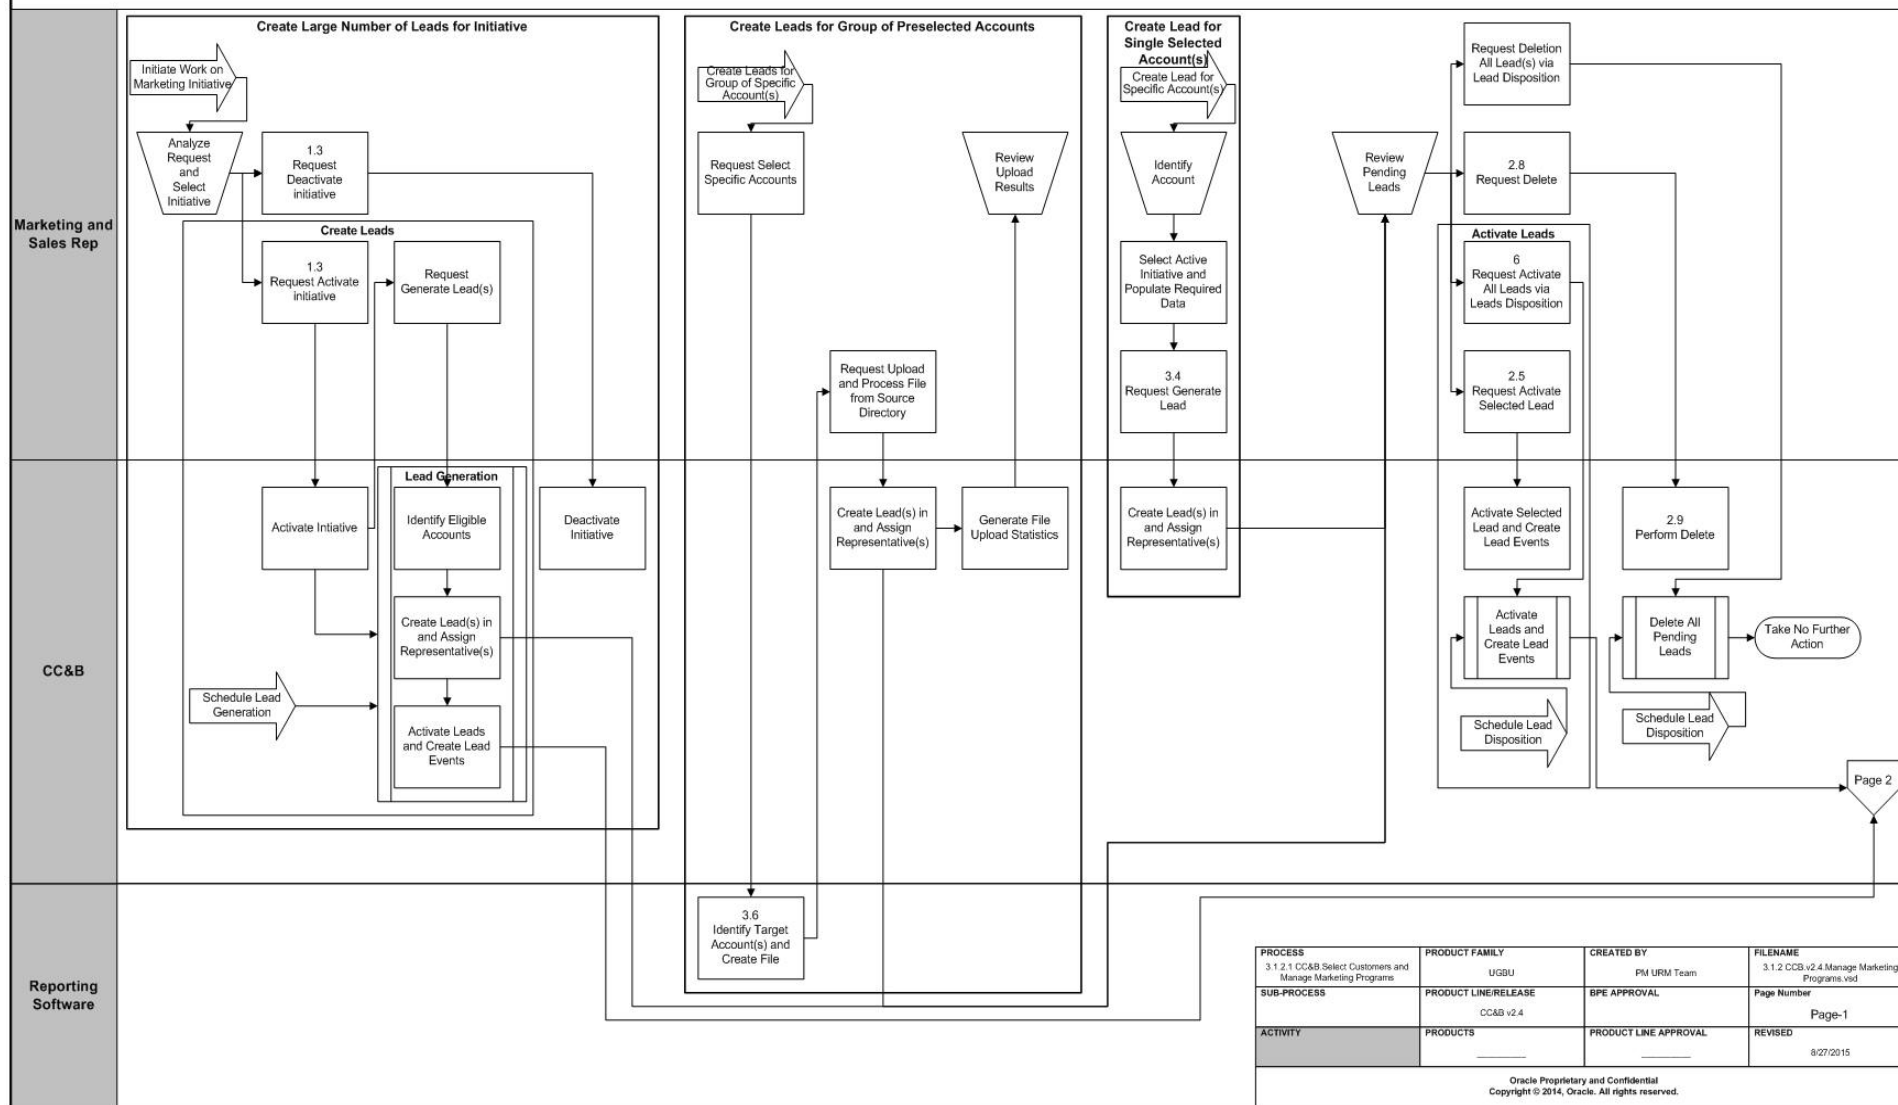 Create Large Number of Leads for Initiative
Create Leads for Group of Preselected Accounts
Create Lead for
Single Selected
Account(s)
Marketing and
Sales Rep
Initiate Work on
Marketing Initiative
Analyze
Request
and
Select
Initiative
1.3
Request
Deactivate
initiative
Create Leads
1.3
Request Activate
initiative
Request
Generate Lead(s)
Create Leads for
Group of Specific
Account(s)
Request Select
Specific Accounts
Review
Upload
Results
Request Upload
and Process File
from Source
Directory
Create Lead for
Specific Account(s)
Identify
Account
Select Active
Initiative and
Populate Required
Data
3.4
Request Generate
Lead
Review
Pending
Leads
Request Deletion
All Lead(s) via
Lead Disposition
2.8
Request Delete
Activate Leads
6
Request Activate
All Leads via
Leads Disposition
2.5
Request Activate
Selected Lead
CC&B
Activate Intiative
Lead Generation
Identify Eligible
Accounts
Create Lead(s) in
and Assign
Representative(s)
Activate Leads
and Create Lead
Events
Schedule Lead
Generation
Deactivate
Initiative
Create Lead(s) in
and Assign
Representative(s)
Generate File
Upload Statistics
Create Lead(s) in
and Assign
Representative(s)
Activate Selected
Lead and Create
Lead Events
2.9
Perform Delete
Activate
Leads and
Create Lead
Events
Delete All
Pending
Leads
Take No Further
Action
Schedule Lead
Disposition
Schedule Lead
Disposition
Page 2
Reporting
Software
3.6
Identify Target
Account(s) and
Create File
PROCESS
3.1.2.1 CC&B.Select Customers and
Manage Marketing Programs
PRODUCT FAMILY
UGBU
CREATED BY
PM URM Team
FILENAME
3.1.2 CCB.v2.4.Manage Marketing
Programs.vsd
SUB-PROCESS
PRODUCT LINE/RELEASE
CC&B v2.4
BPE APPROVAL
Page Number
Page-1
ACTIVITY
PRODUCTS
PRODUCT LINE APPROVAL
REVISED
8/27/2015
Oracle Proprietary and Confidential
Copyright © 2014, Oracle. All rights reserved.